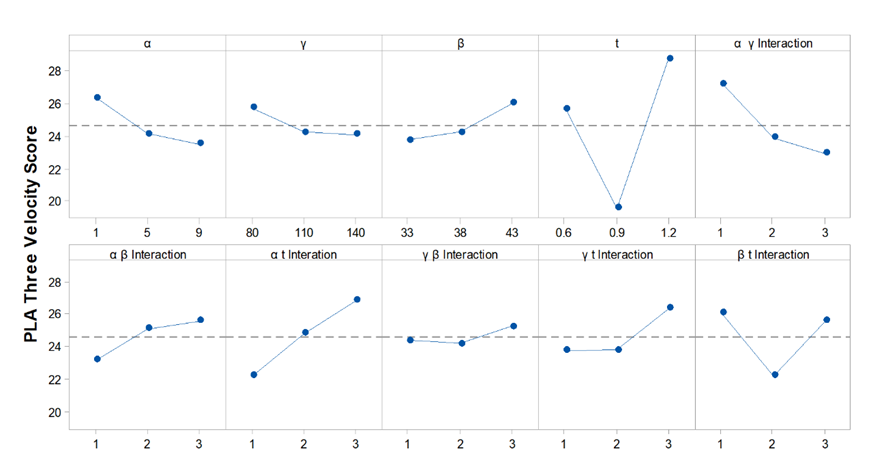 α γ β t α γ Interaction
28
26
24
22
20
1 5 9 80 110 140 33 38 43 0.6 0.9 1.2 1 2 3
α β Interaction α t Interation γ β Interaction γ t Interaction β t Interaction
28
26
24
22
20
1 2 3 1 2 3 1 2 3 1 2 3 1 2 3
PLA Three Velocity Score